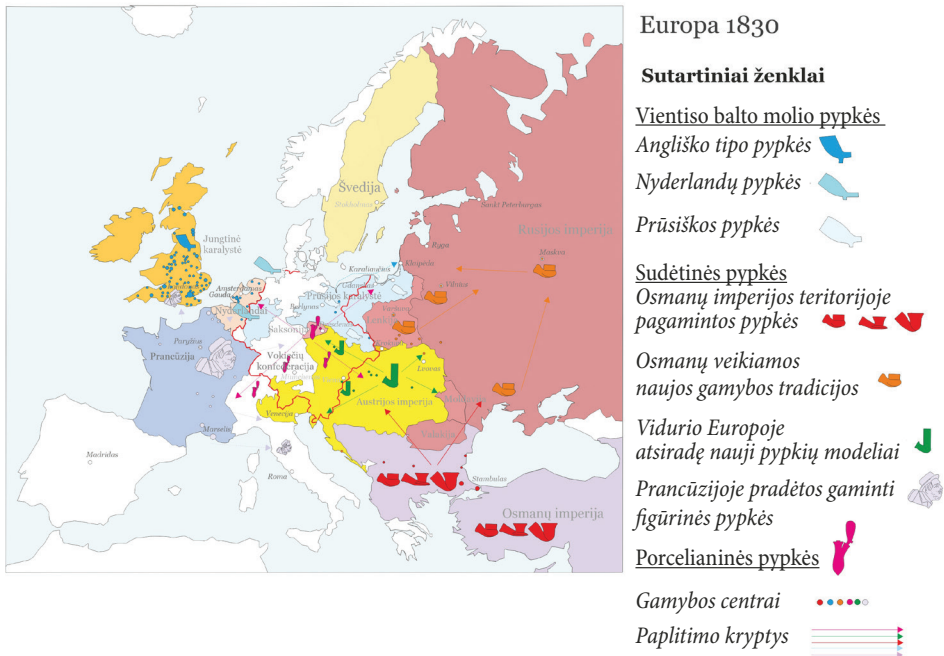 Europa 1830
Sutartiniai ženklai
Vientiso balto molio pypkės
Angliško tipo pypkės
Nyderlandų pypkės
Prūsiškos pypkės
Sudėtinės pypkės
Osmanų imperijos teritorijoje
pagamintos pypkės
Osmanų veikiamos
naujos gamybos tradicijos
Vidurio Europoje
atsiradę nauji pypkių modeliai
Prancūzijoje pradėtos gaminti
figūrinės pypkės
Porcelianinės pypkės
Gamybos centrai
Paplitimo kryptys
Švedija
Stokholmas
Sankt Peterburgas
Rusijos imperija
Ryga
Maskva
Jungtinė
karalystė
Klaipėda
Karaliaučius
Vilnius
Gdanskas
Amsterdamas
Gauda
Prūsijos karalystė
Berlynas
Nyderlandai
Saksonija
Paryžius
Prancūzija
Vokiečių
konfederacija
Lvovas
Austrijos imperija
Venecija
Valakija
Marselis
Madridas
Roma
Stambulas
Osmanų imperija